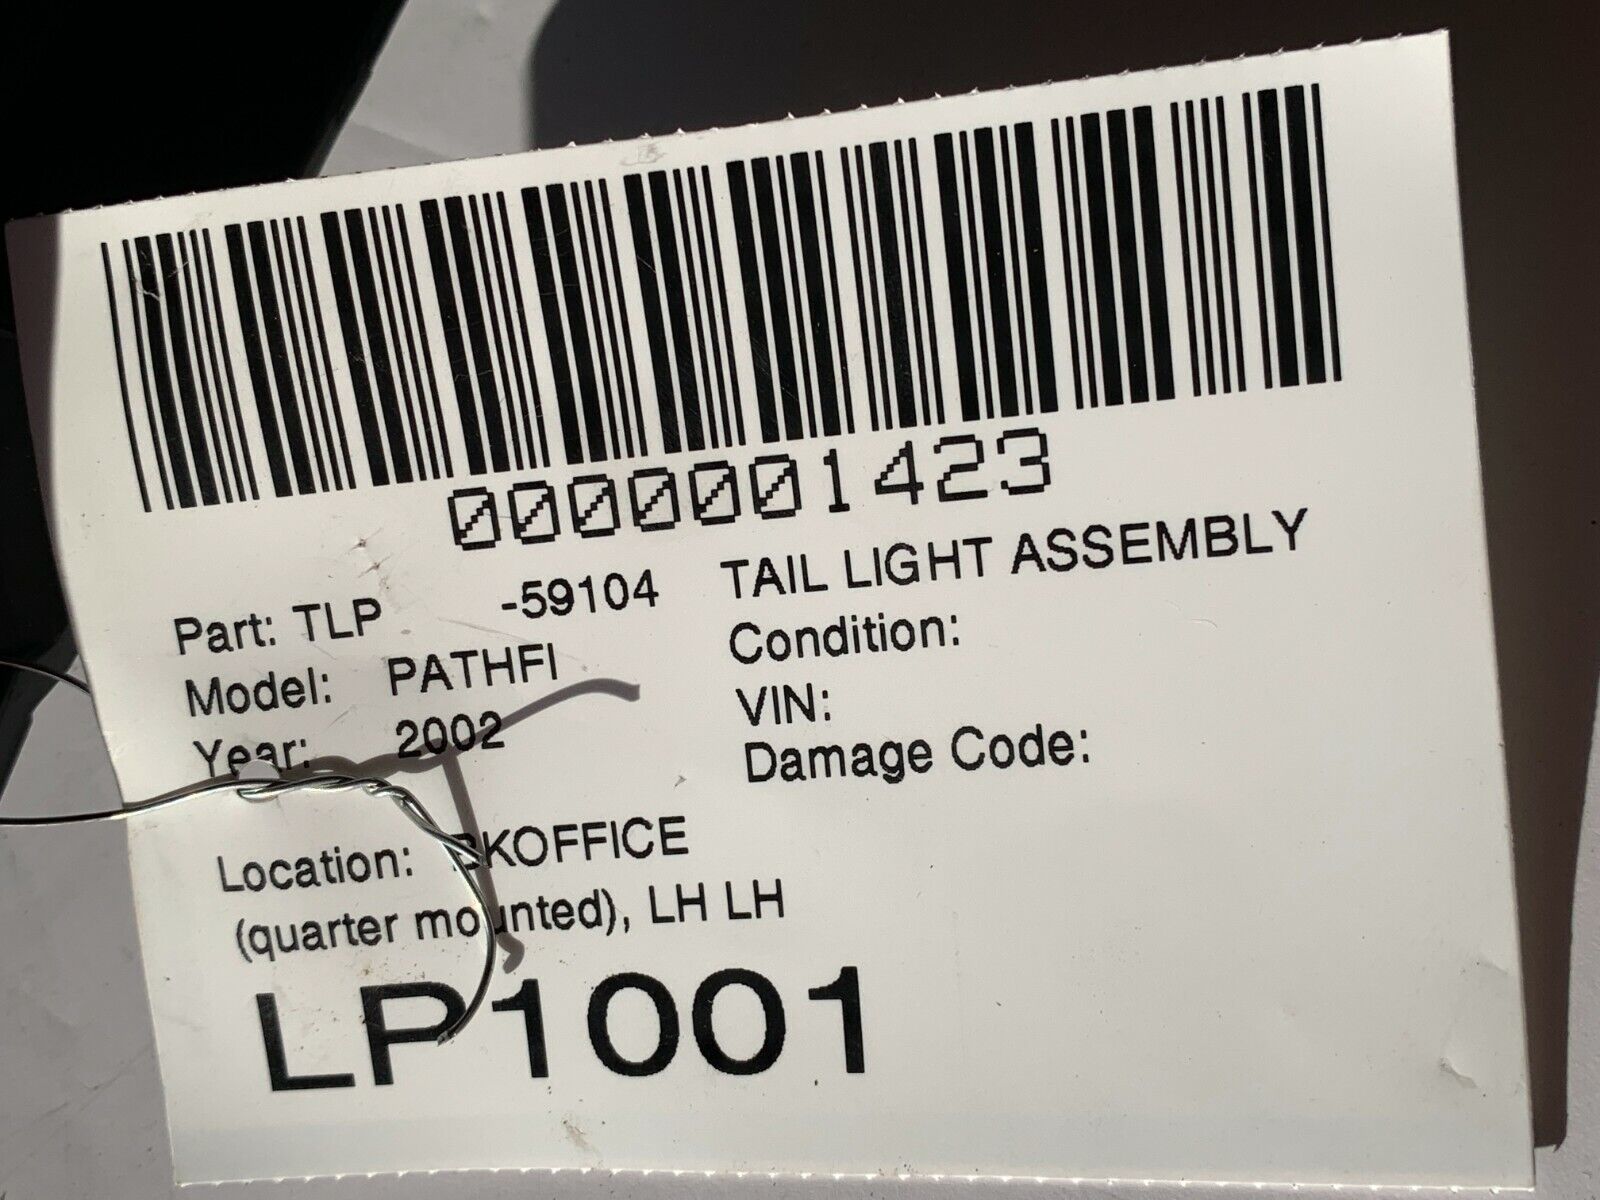 0000001423
Part: TLP -59104 TAIL LIGHT ASSEMBLY
Model: PATHFI Condition:
Year: 2002 VIN:
Damage Code:
Location: BKOFFICE
(quarter mounted), LH LH
LP1001